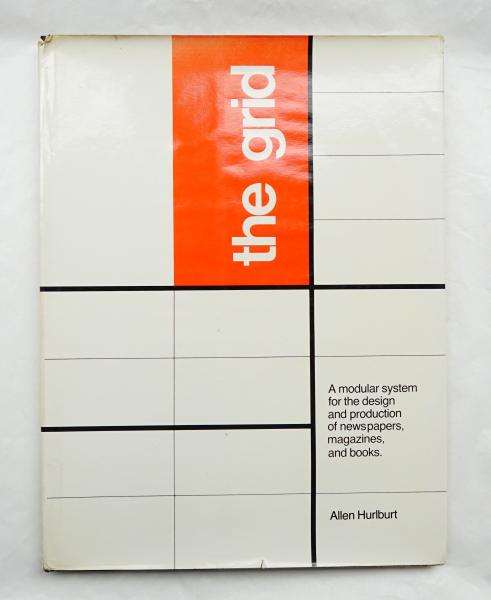 the grid
A modular system
for the design
and production
of newspapers,
magazines,
and books.
Allen Hurlburt